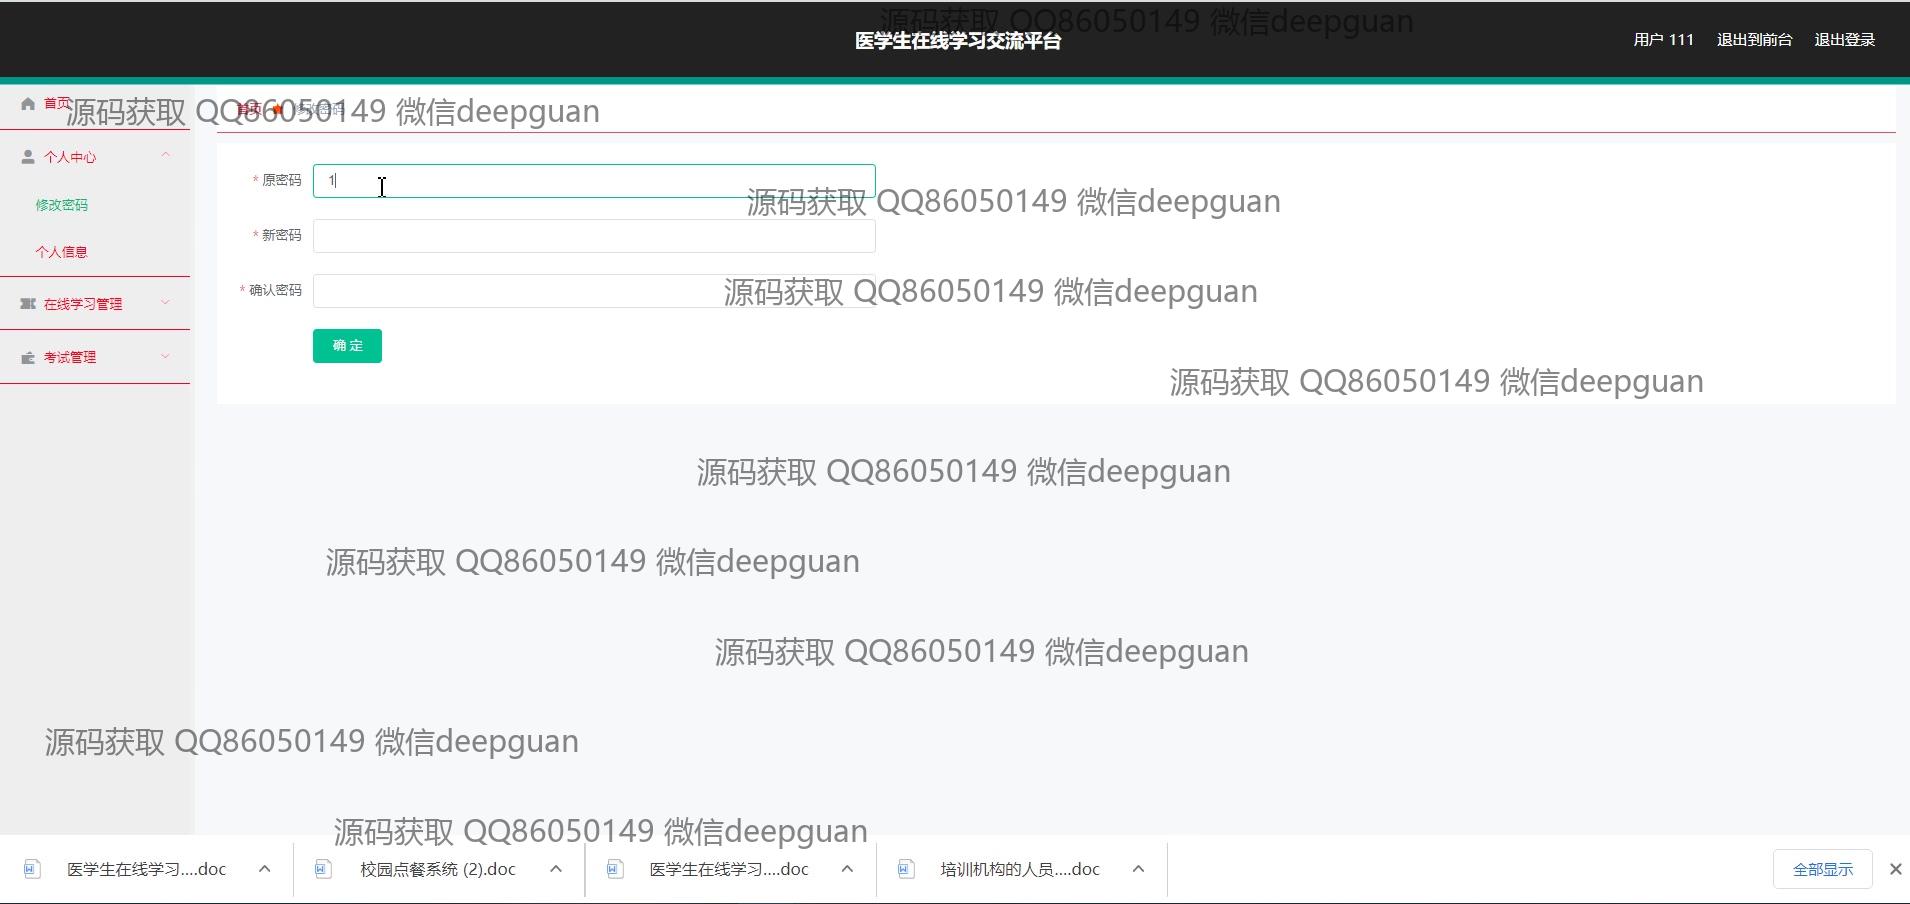 源码获取 QQ86050149 微信deepguan
医学生在线学习交流平台
用户 111 退出到前台 退出登录
首页
源码获取 QQ86050149 微信deepguan
首页 修改密码
个人中心
修改密码
个人信息
在线学习管理
考试管理
* 原密码 1
源码获取 QQ86050149 微信deepguan
* 新密码
* 确认密码
源码获取 QQ86050149 微信deepguan
确 定
源码获取 QQ86050149 微信deepguan
源码获取 QQ86050149 微信deepguan
源码获取 QQ86050149 微信deepguan
源码获取 QQ86050149 微信deepguan
源码获取 QQ86050149 微信deepguan
源码获取 QQ86050149 微信deepguan
医学生在线学习....doc 校园点餐系统 (2).doc 医学生在线学习....doc 培训机构的人员....doc 全部显示